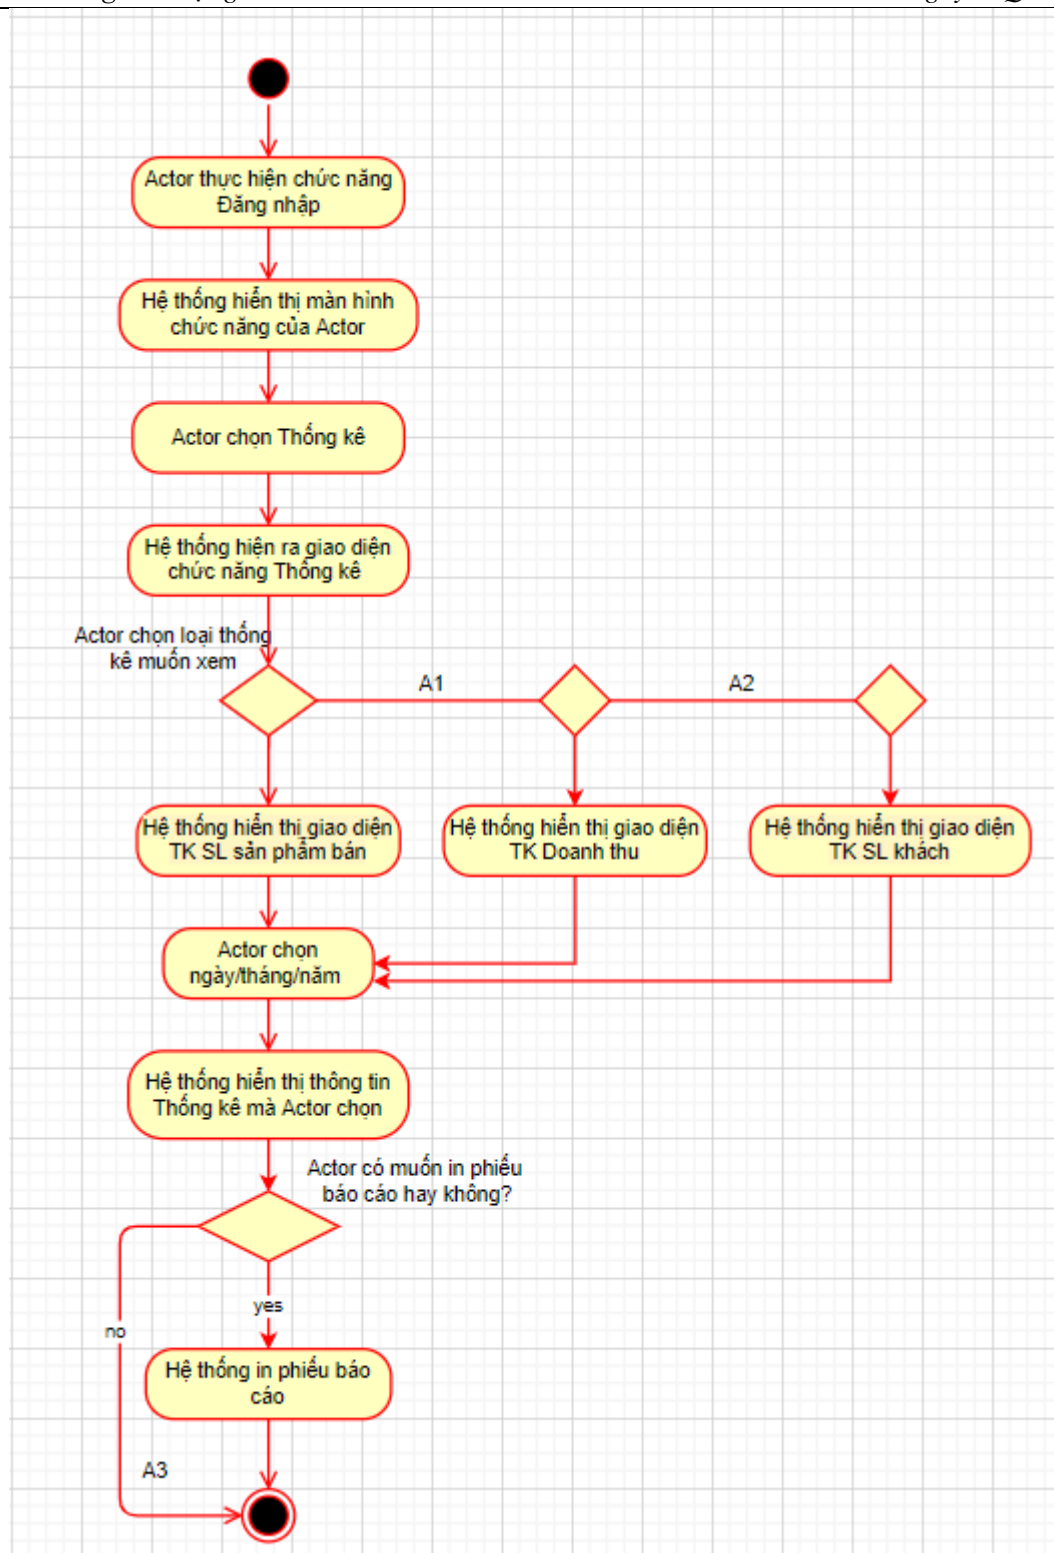 Actor thực hiện chức năng
Đăng nhập
Hệ thống hiển thị màn hình
chức năng của Actor
Actor chọn Thống kê
Hệ thống hiện ra giao diện
chức năng Thống kê
Actor chọn loại thống
kê muốn xem
A1
A2
Hệ thống hiển thị giao diện
TK SL sản phẩm bán
Hệ thống hiển thị giao diện
TK Doanh thu
Hệ thống hiển thị giao diện
TK SL khách
Actor chọn
ngày/tháng/năm
Hệ thống hiển thị thông tin
Thống kê mà Actor chọn
Actor có muốn in phiếu
báo cáo hay không?
yes
no
Hệ thống in phiếu báo
cáo
A3